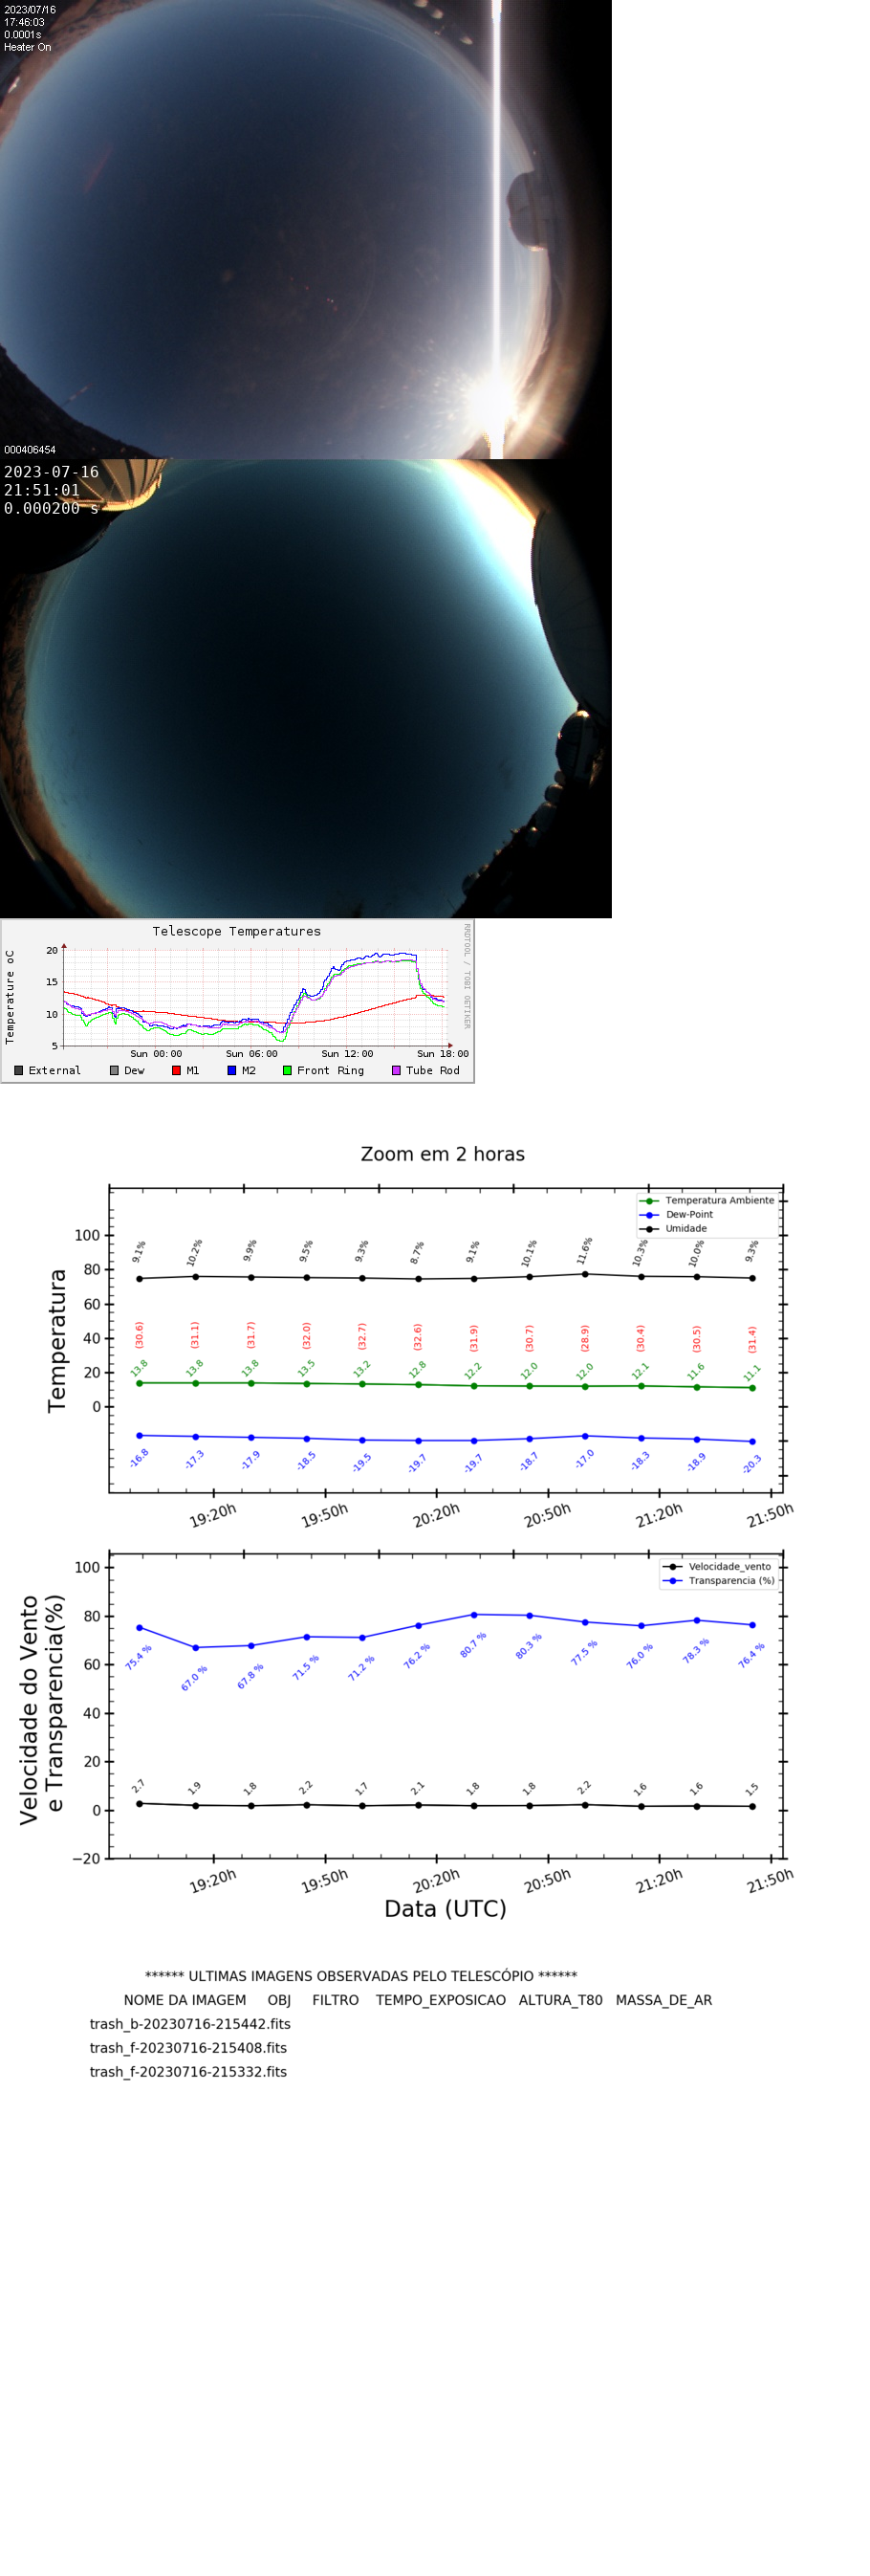 2023/07/16
17:46:03
0.0001s
Heater On
000406454
2023-07-16
21:51:01
0.000200 s
Telescope Temperatures
RRDTOOL / TOBI OETIKER
Temperature oC
20
15
10
5
Sun 00:00 Sun 06:00 Sun 12:00 Sun 18:00
External Dew M1 M2 Front Ring Tube Rod
Zoom em 2 horas
Temperatura Ambiente
Dew-Point
Umidade
Temperatura
100
80
60
40
20
0
9.1% 10.2% 9.9% 9.5% 9.3% 8.7% 9.1% 10.1% 11.6% 10.3% 10.0% 9.3%
(30.6) (31.1) (31.7) (32.0) (32.7) (32.6) (31.9) (30.7) (28.9) (30.4) (30.5) (31.4)
13.8 13.8 13.8 13.5 13.2 12.8 12.2 12.0 12.0 12.1 11.6 11.1
-16.8 -17.3 -17.9 -18.5 -19.5 -19.7 -19.7 -18.7 -17.0 -18.3 -18.9 -20.3
19:20h 19:50h 20:20h 20:50h 21:20h 21:50h
Velocidade_vento
Transparencia (%)
Velocidade do Vento
e Transparencia(%)
100
80
60
40
20
0
−20
75.4 % 67.0 % 67.8 % 71.5 % 71.2 % 76.2 % 80.7 % 80.3 % 77.5 % 76.0 % 78.3 % 76.4 %
2.7 1.9 1.8 2.2 1.7 2.1 1.8 1.8 2.2 1.6 1.6 1.5
19:20h 19:50h 20:20h 20:50h 21:20h 21:50h
Data (UTC)
****** ULTIMAS IMAGENS OBSERVADAS PELO TELESCÓPIO ******
NOME DA IMAGEM OBJ FILTRO TEMPO_EXPOSICAO ALTURA_T80 MASSA_DE_AR
trash_b-20230716-215442.fits
trash_f-20230716-215408.fits
trash_f-20230716-215332.fits